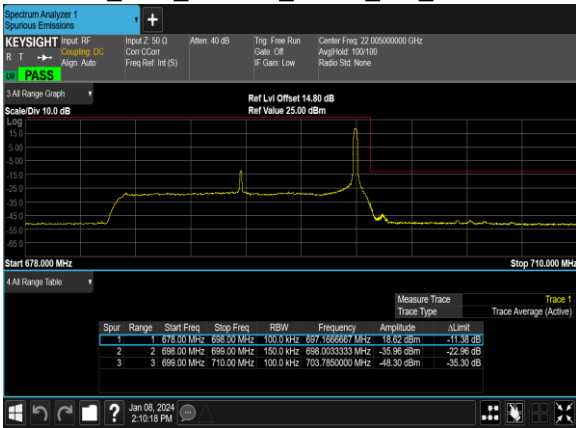 Spectrum Analyzer 1
Spurious Emissions
KEYSIGHT Input: RF Input Z: 50 Ω Atten: 40 dB Trig: Free Run Center Freq: 22.005000000 GHz
R T Coupling: DC Corr CCorr Gate: Off Avg|Hold: 100/100
Align: Auto Freq Ref: Int (S) IF Gain: Low Radio Std: None
PASS
3 All Range Graph
Ref Lvl Offset 14.80 dB
Scale/Div 10.0 dB Ref Value 25.00 dBm
Log
15.0
5.00
-5.00
-15.0
-25.0
-35.0
-45.0
-55.0
-65.0
Start 678.000 MHz Stop 710.000 MHz
4 All Range Table
Measure Trace Trace 1
Trace Type Trace Average (Active)
Spur Range Start Freq Stop Freq RBW Frequency Amplitude ΔLimit
1 1 678.00 MHz 698.00 MHz 100.0 kHz 697.1666667 MHz 18.62 dBm -11.38 dB
2 2 698.00 MHz 699.00 MHz 150.0 kHz 698.0033333 MHz -35.96 dBm -22.96 dB
3 3 699.00 MHz 710.00 MHz 100.0 kHz 703.7850000 MHz -48.30 dBm -35.30 dB
Jan 08, 2024
2:10:18 PM